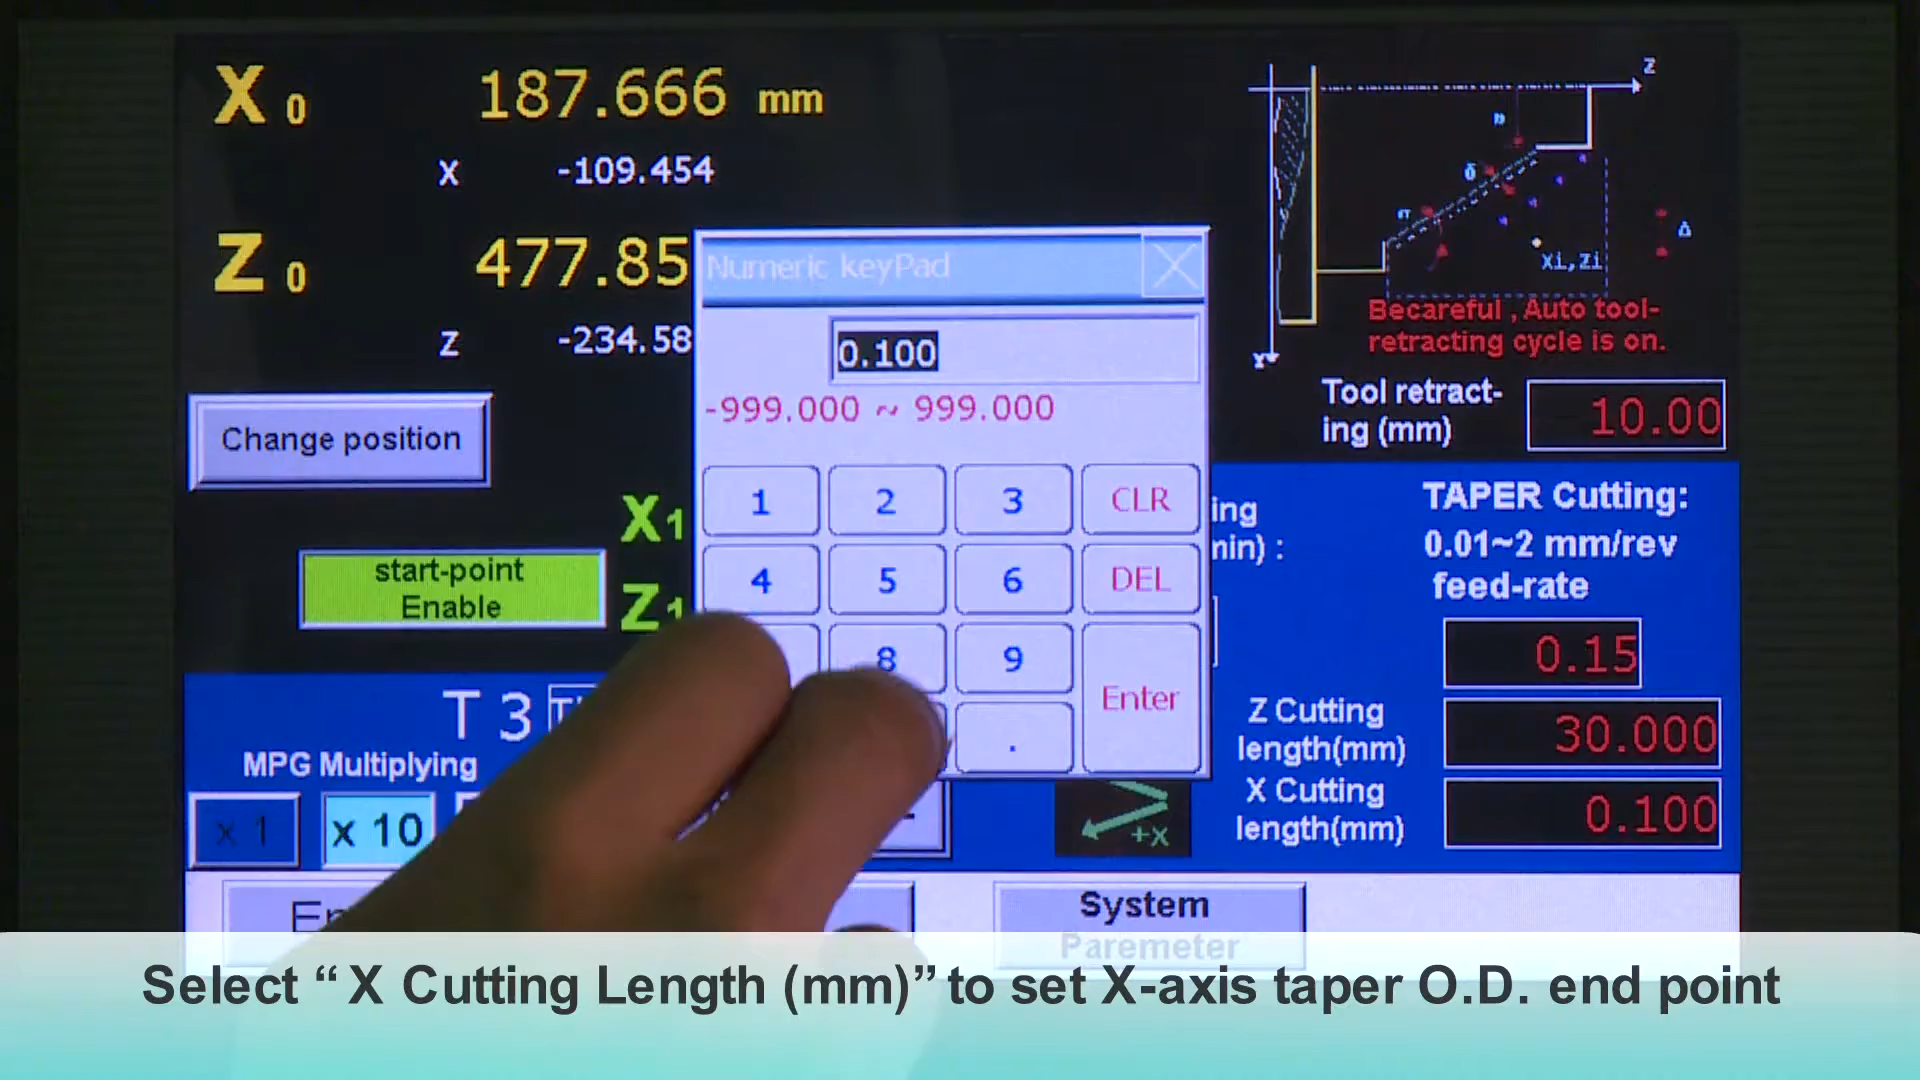 X0 187.666 mm
X -109.454
Z0 477.85
Z -234.58
Z
Xi,Zi
Becareful , Auto tool-
retracting cycle is on.
Tool retract-
ing (mm) 10.00
Change position
start-point
Enable
X1
Z1
Numeric keyPad
0.100
-999.000 ~ 999.000
1 2 3 CLR
4 5 6 DEL
8 9
. Enter
TAPER Cutting:
0.01~2 mm/rev
feed-rate
0.15
Z Cutting
length(mm) 30.000
X Cutting
length(mm) 0.100
T 3
MPG Multiplying
x 1 x 10
+X
System
Paremeter
Select “ X Cutting Length (mm)” to set X-axis taper O.D. end point